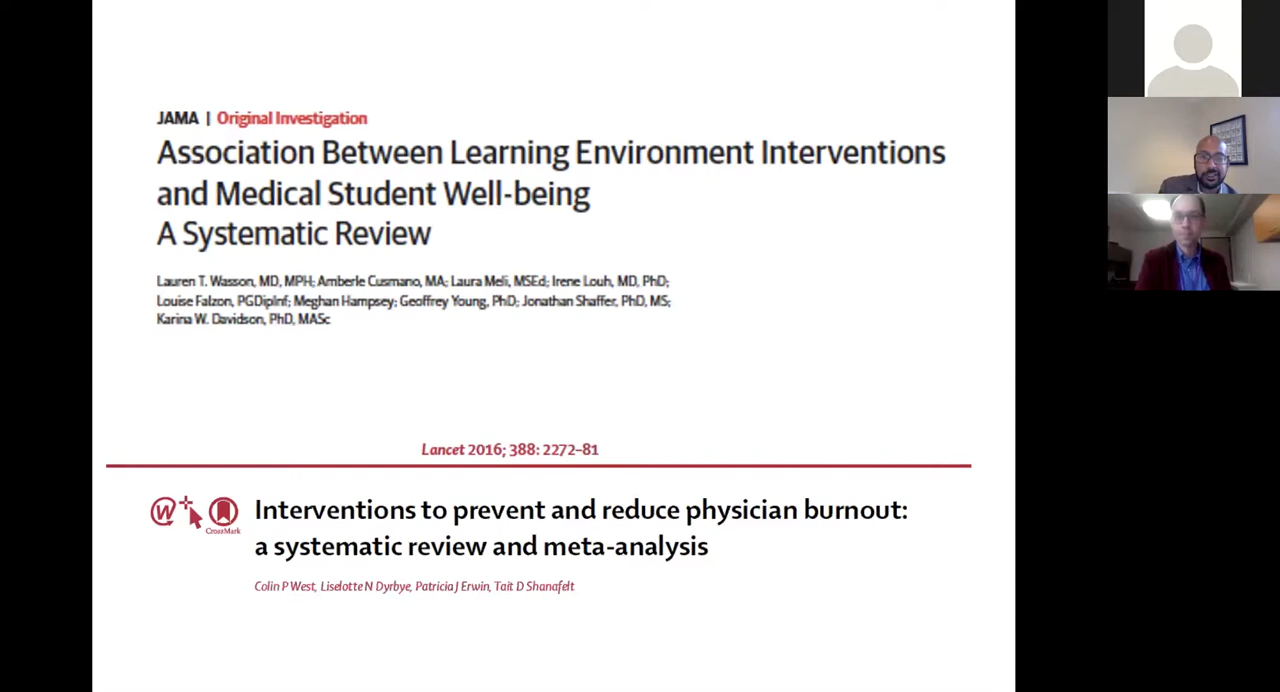 JAMA | Original Investigation
Association Between Learning Environment Interventions
and Medical Student Well-being
A Systematic Review
Lauren T. Wasson, MD, MPH; Amberle Cusmano, MA; Laura Meli, MSEd; Irene Louh, MD, PhD;
Louise Falzon, PGDipInf; Meghan Hampsey; Geoffrey Young, PhD; Jonathan Shaffer, PhD, MS;
Karina W. Davidson, PhD, MASc
Lancet 2016; 388: 2272–81
W
CrossMark
Interventions to prevent and reduce physician burnout:
a systematic review and meta-analysis
Colin P West, Liselotte N Dyrbye, Patricia J Erwin, Tait D Shanafelt